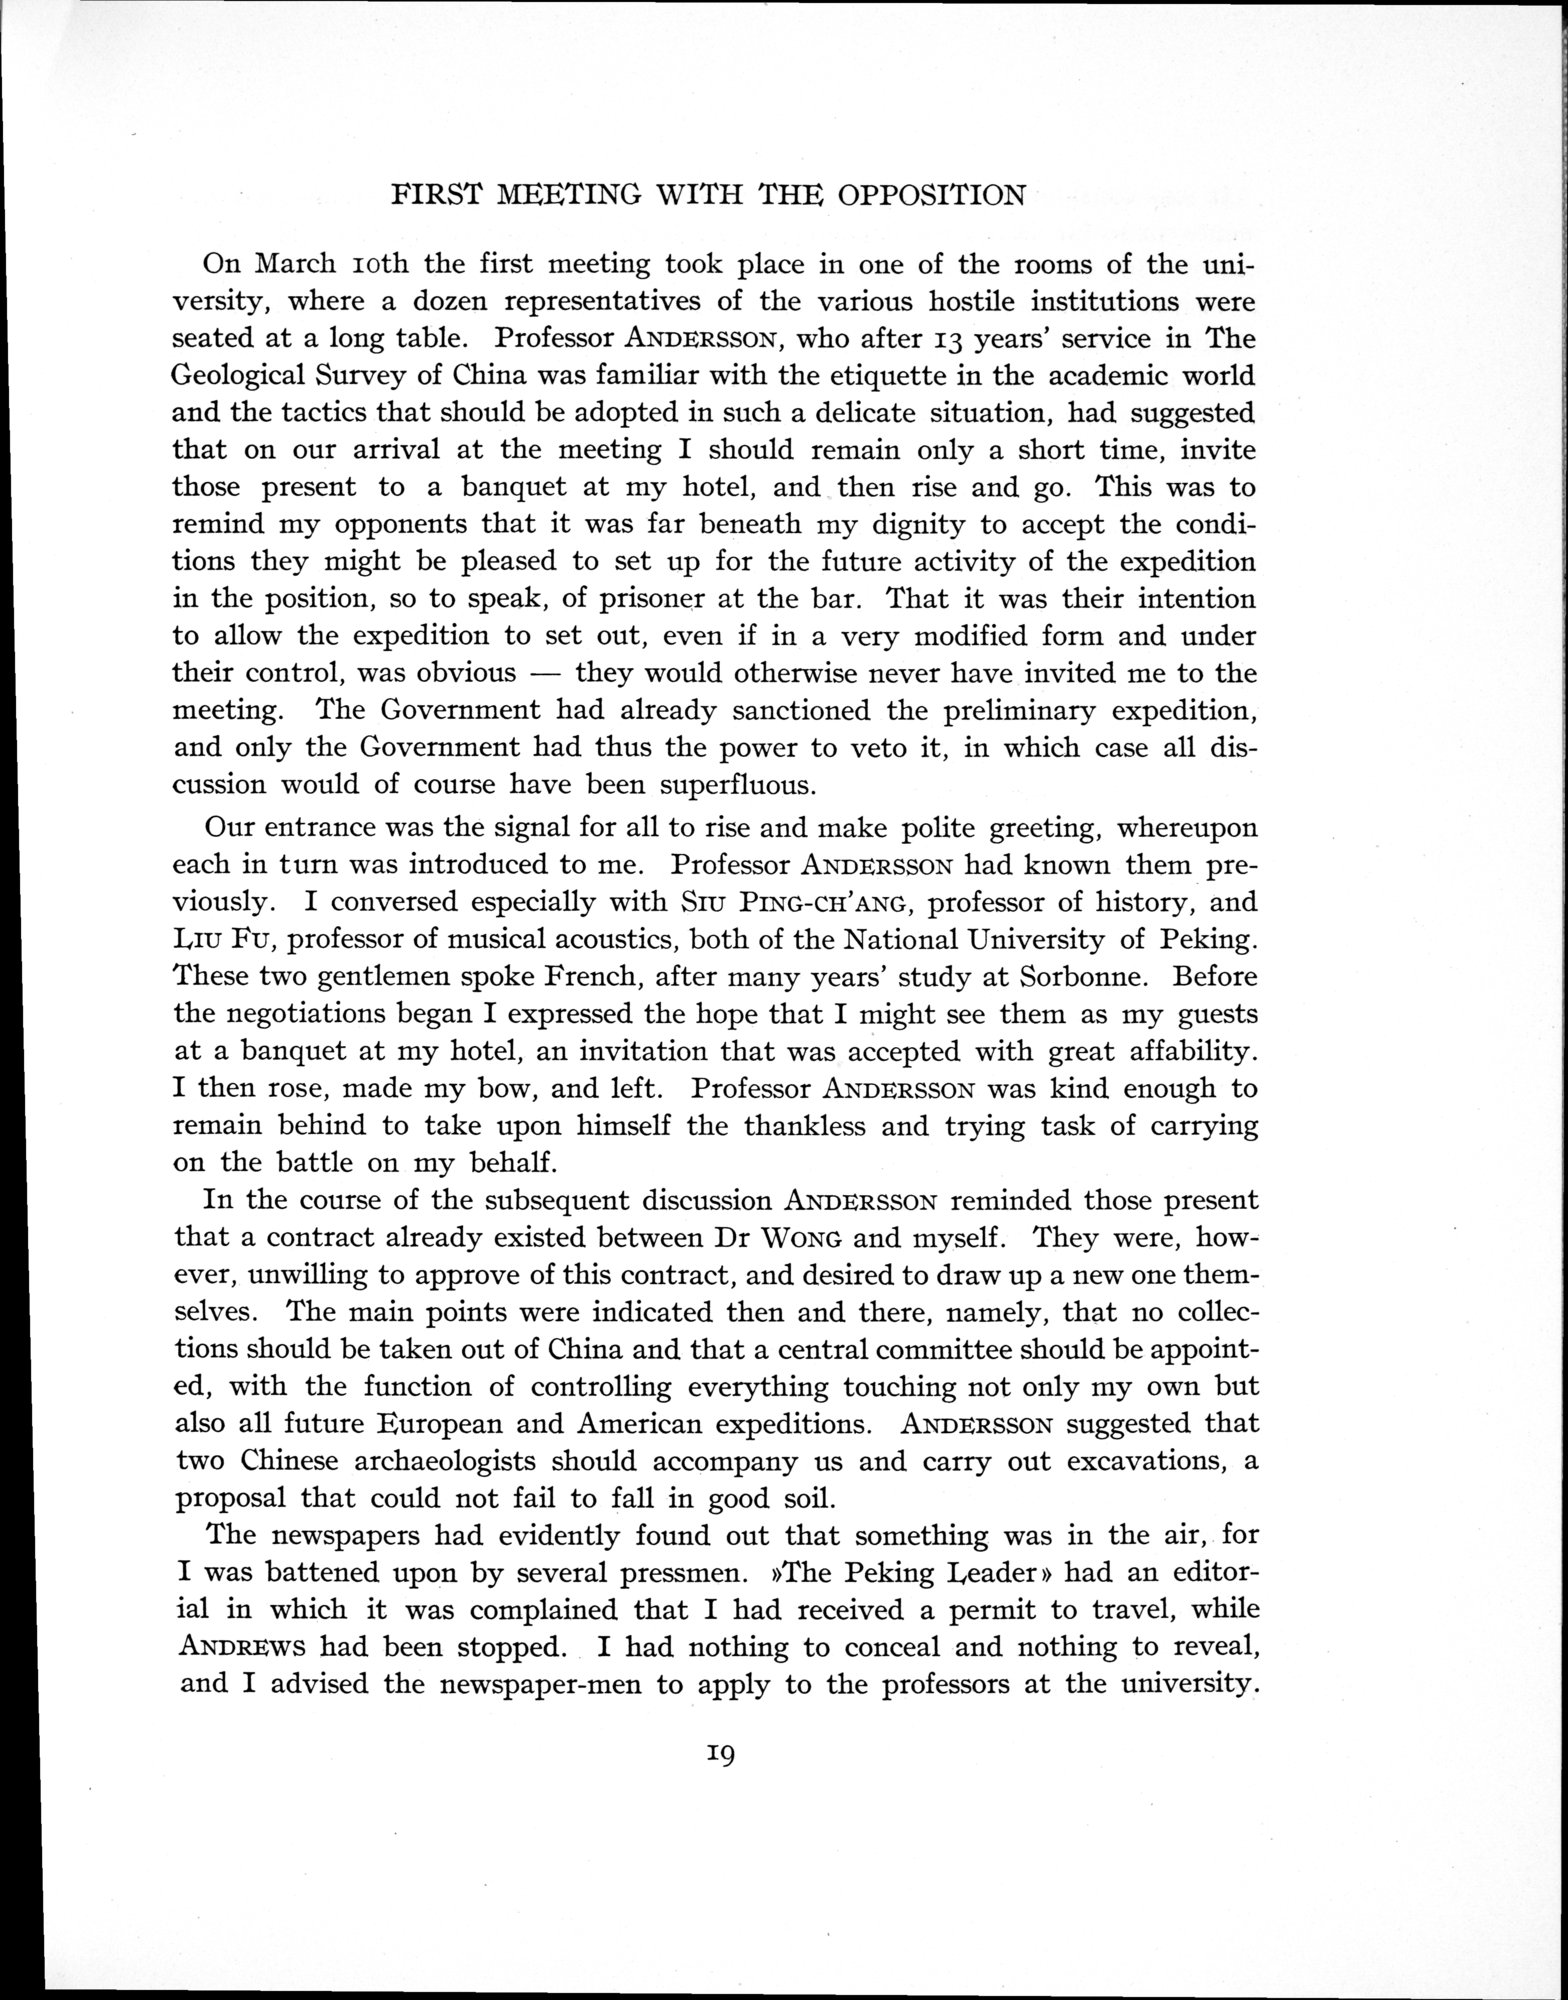 FIRST MEETING WITH THE OPPOSITION
On March 10th the first meeting took place in one of the rooms of the uni-
versity, where a dozen representatives of the various hostile institutions were
seated at a long table. Professor ANDERSSON, who after 13 years' service in The
Geological Survey of China was familiar with the etiquette in the academic world
and the tactics that should be adopted in such a delicate situation, had suggested
that on our arrival at the meeting I should remain only a short time, invite
those present to a banquet at my hotel, and then rise and go. This was to
remind my opponents that it was far beneath my dignity to accept the condi-
tions they might be pleased to set up for the future activity of the expedition
in the position, so to speak, of prisoner at the bar. That it was their intention
to allow the expedition to set out, even if in a very modified form and under
their control, was obvious — they would otherwise never have invited me to the
meeting. The Government had already sanctioned the preliminary expedition,
and only the Government had thus the power to veto it, in which case all dis-
cussion would of course have been superfluous.
Our entrance was the signal for all to rise and make polite greeting, whereupon
each in turn was introduced to me. Professor ANDERSSON had known them pre-
viously. I conversed especially with SIU PING-CH'ANG, professor of history, and
LIU FU, professor of musical acoustics, both of the National University of Peking.
These two gentlemen spoke French, after many years' study at Sorbonne. Before
the negotiations began I expressed the hope that I might see them as my guests
at a banquet at my hotel, an invitation that was accepted with great affability.
I then rose, made my bow, and left. Professor ANDERSSON was kind enough to
remain behind to take upon himself the thankless and trying task of carrying
on the battle on my behalf.
In the course of the subsequent discussion ANDERSSON reminded those present
that a contract already existed between Dr WONG and myself. They were, how-
ever, unwilling to approve of this contract, and desired to draw up a new one them-
selves. The main points were indicated then and there, namely, that no collec-
tions should be taken out of China and that a central committee should be appoint-
ed, with the function of controlling everything touching not only my own but
also all future European and American expeditions. ANDERSSON suggested that
two Chinese archaeologists should accompany us and carry out excavations, a
proposal that could not fail to fall in good soil.
The newspapers had evidently found out that something was in the air, for
I was battened upon by several pressmen. »The Peking Leader» had an editor-
ial in which it was complained that I had received a permit to travel, while
ANDREWS had been stopped. I had nothing to conceal and nothing to reveal,
and I advised the newspaper-men to apply to the professors at the university.
19